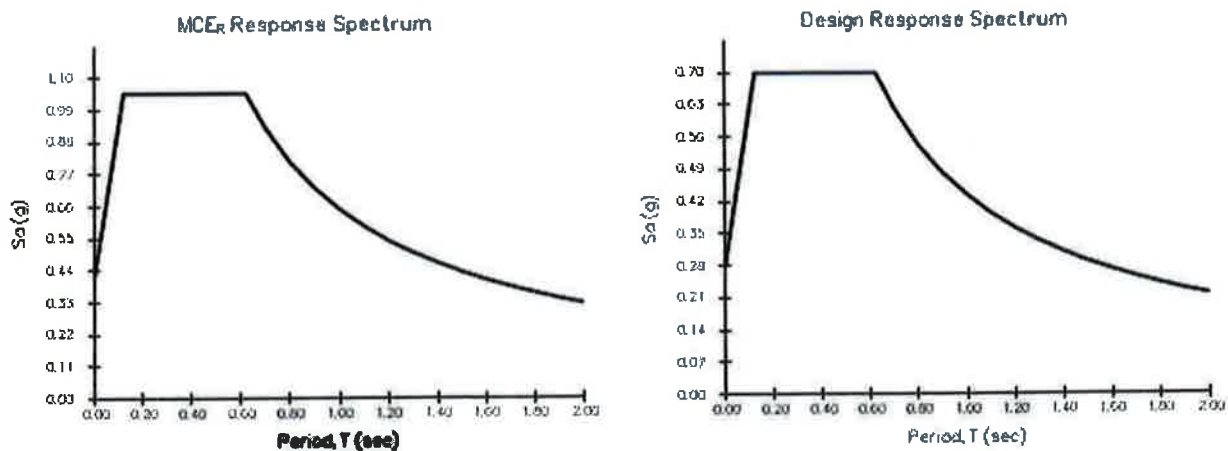 MCER Response Spectrum
1.10
0.99
0.88
0.77
0.66
0.55
0.44
0.33
0.22
0.11
0.00
Sa (g)
0.00 0.20 0.40 0.60 0.80 1.00 1.20 1.40 1.60 1.80 2.00
Period, T (sec)
Design Response Spectrum
0.70
0.63
0.56
0.49
0.42
0.35
0.28
0.21
0.14
0.07
0.00
Sa (g)
0.00 0.20 0.40 0.60 0.80 1.00 1.20 1.40 1.60 1.80 2.00
Period, T (sec)